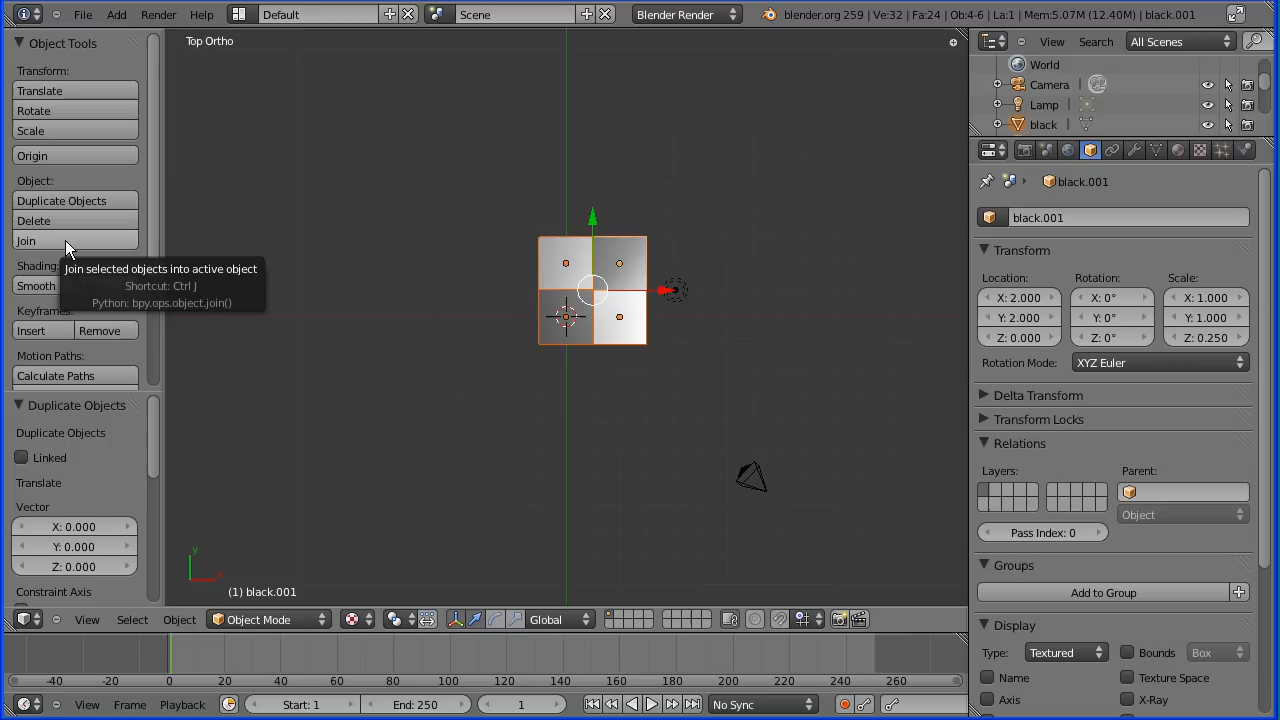 File Add Render Help Default Scene Blender Render blender.org 259 | Ve:32 | Fa:24 | Ob:4-6 | La:1 | Mem:5.07M (12.40M) | black.001
Object Tools
Transform:
Translate
Rotate
Scale
Origin
Object:
Duplicate Objects
Delete
Join
Shading:
Smooth
Keyframes:
Insert Remove
Motion Paths:
Calculate Paths
Join selected objects into active object
Shortcut: Ctrl J
Python: bpy.ops.object.join()
Duplicate Objects
Duplicate Objects
Linked
Translate
Vector
X: 0.000
Y: 0.000
Z: 0.000
Constraint Axis
Top Ortho
y
x
(1) black.001
View Select Object Object Mode Global
-40 -20 0 20 40 60 80 100 120 140 160 180 200 220 240 260
View Frame Playback Start: 1 End: 250 1 No Sync
View Search All Scenes
World
Camera |
Lamp |
black |
black.001
black.001
Transform
Location: Rotation: Scale:
X: 2.000 X: 0° X: 1.000
Y: 2.000 Y: 0° Y: 1.000
Z: 0.000 Z: 0° Z: 0.250
Rotation Mode: XYZ Euler
Delta Transform
Transform Locks
Relations
Layers: Parent:
Object
Pass Index: 0
Groups
Add to Group
Display
Type: Textured Bounds Box
Name Texture Space
Axis X-Ray